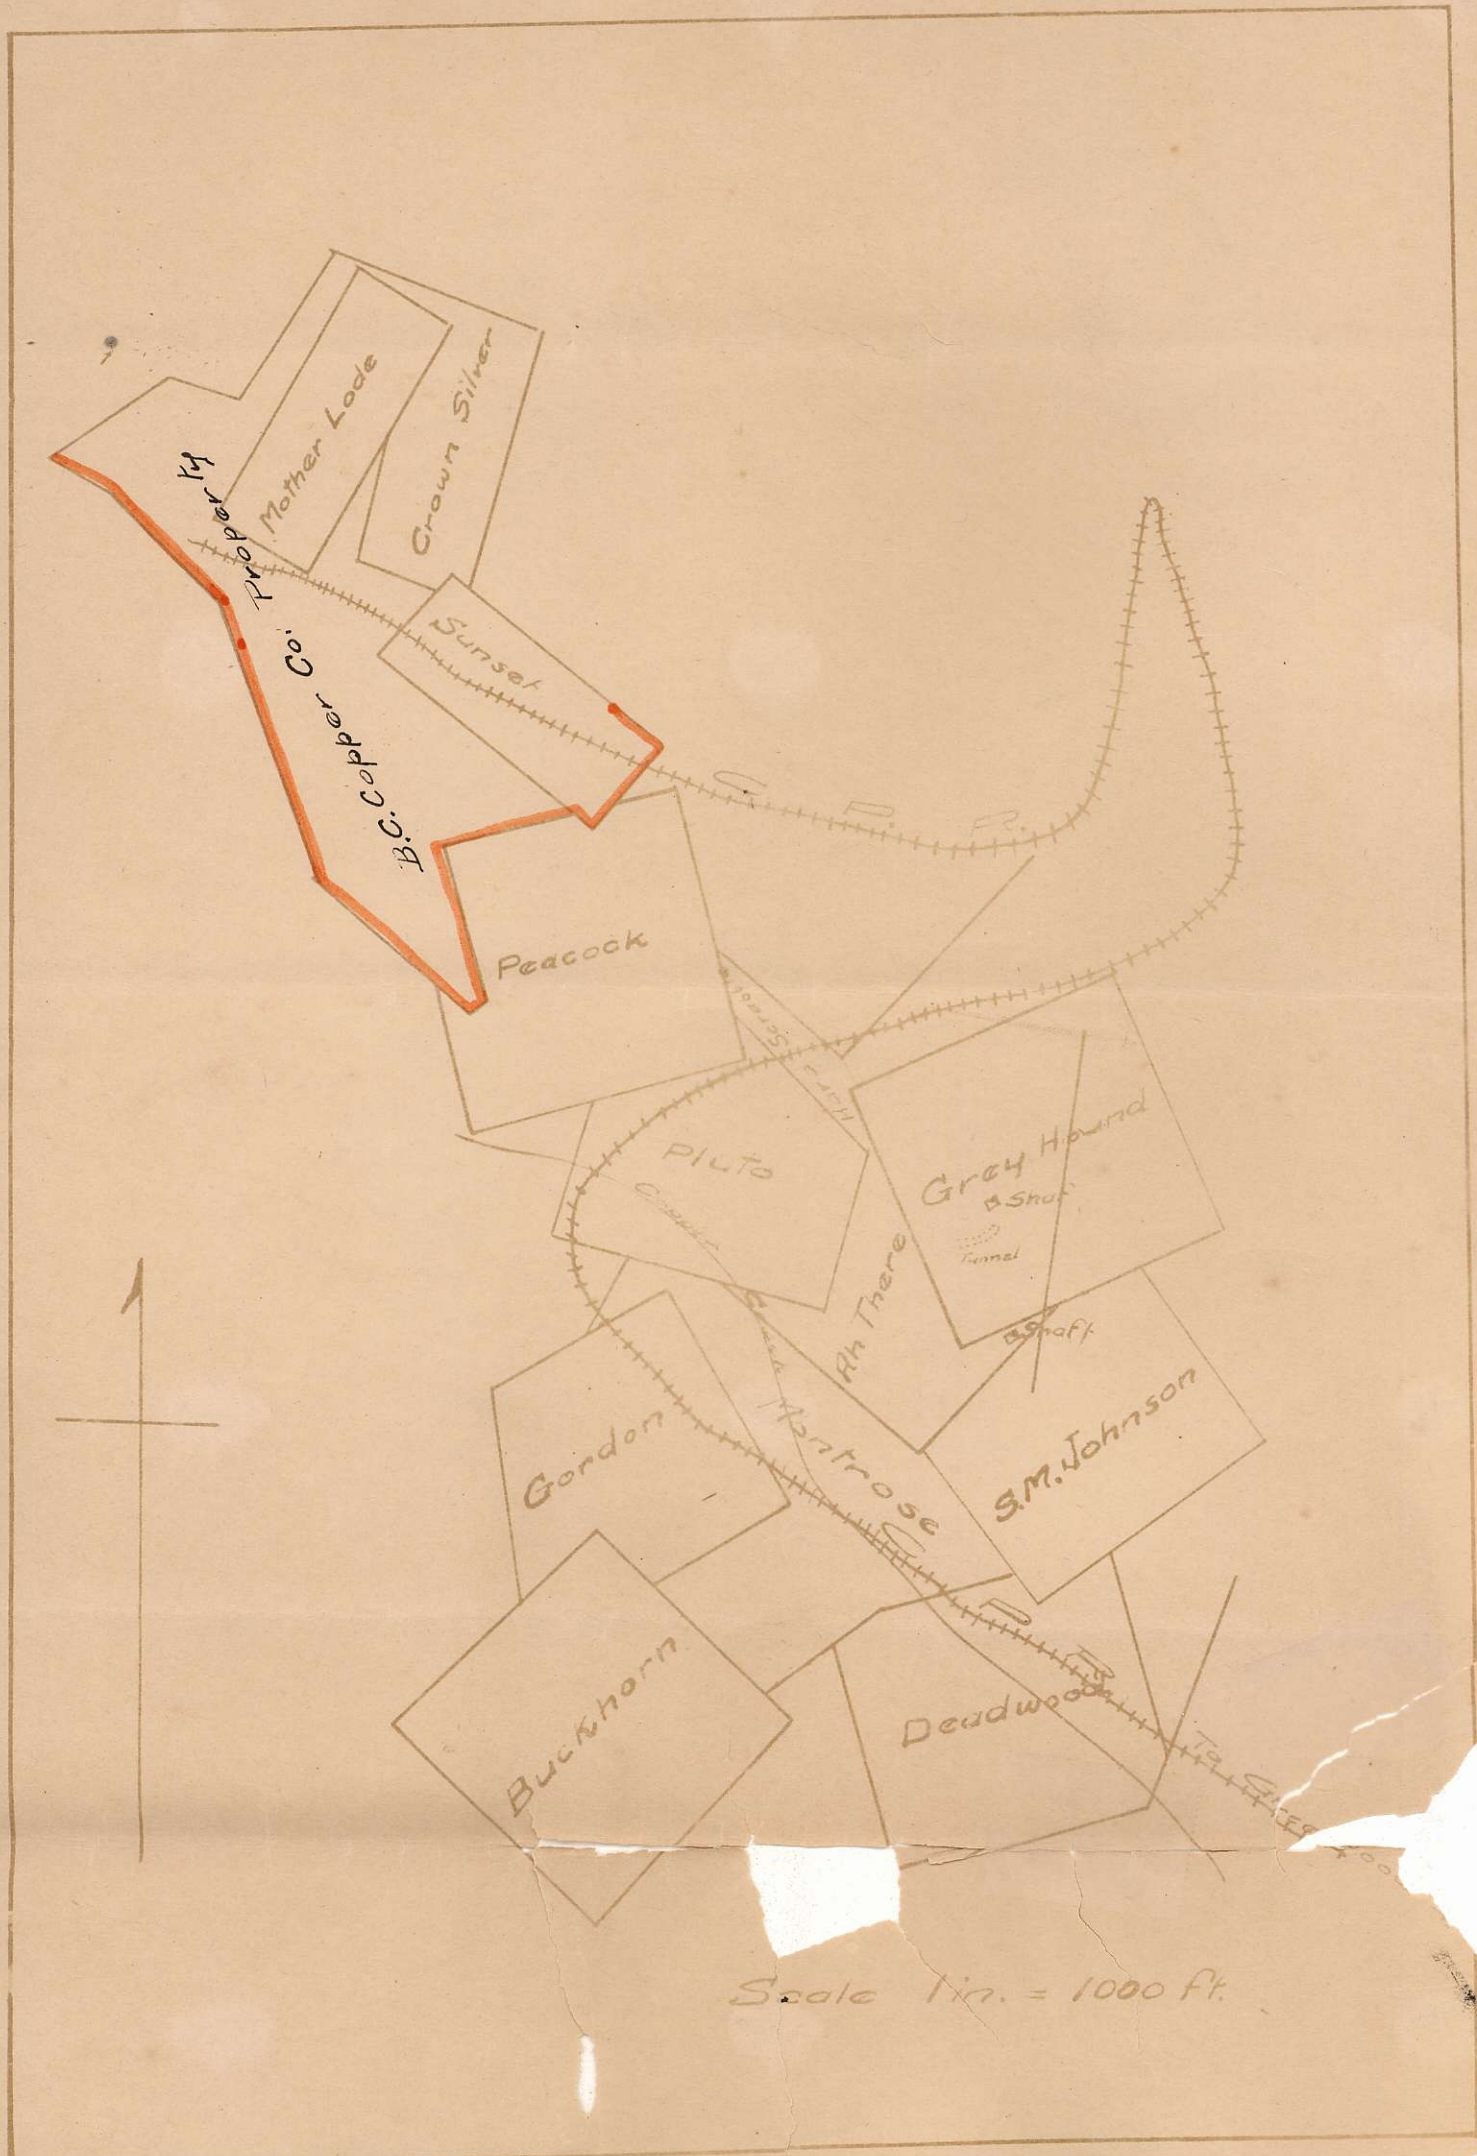 Mother Lode
Crown Silver
B.C. Copper Co. Property
Sunset
C. P. R.
Peacock
Pluto
Grey Hound
Tunnel
Ah There
Shaft
Gordon
Montrose
S.M. Johnson
C P R
Buckhorn
Deadwood
To
Scale 1 in. = 1000 ft.